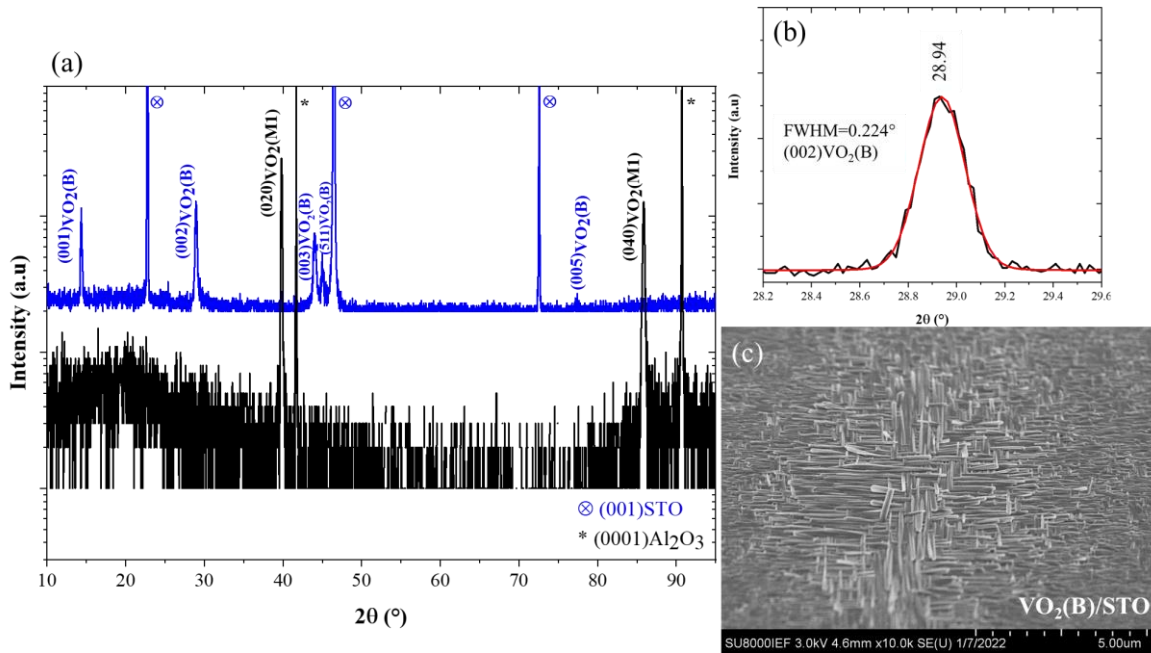 (a)
Intensity (a.u)
(001)VO₂(B)
⊗
(002)VO₂(B)
(020)VO₂(M1)
*
(003)VO₂(B)
(511)VO₂(B)
⊗
⊗
(005)VO₂(B)
(040)VO₂(M1)
*
⊗ (001)STO
* (0001)Al₂O₃
10 20 30 40 50 60 70 80 90
2θ (°)
(b)
28.94
FWHM=0.224°
(002)VO₂(B)
Intensity (a.u)
28.2 28.4 28.6 28.8 29.0 29.2 29.4 29.6
2θ (°)
(c)
VO₂(B)/STO
SU8000IEF 3.0kV 4.6mm x10.0k SE(U) 1/7/2022 5.00um